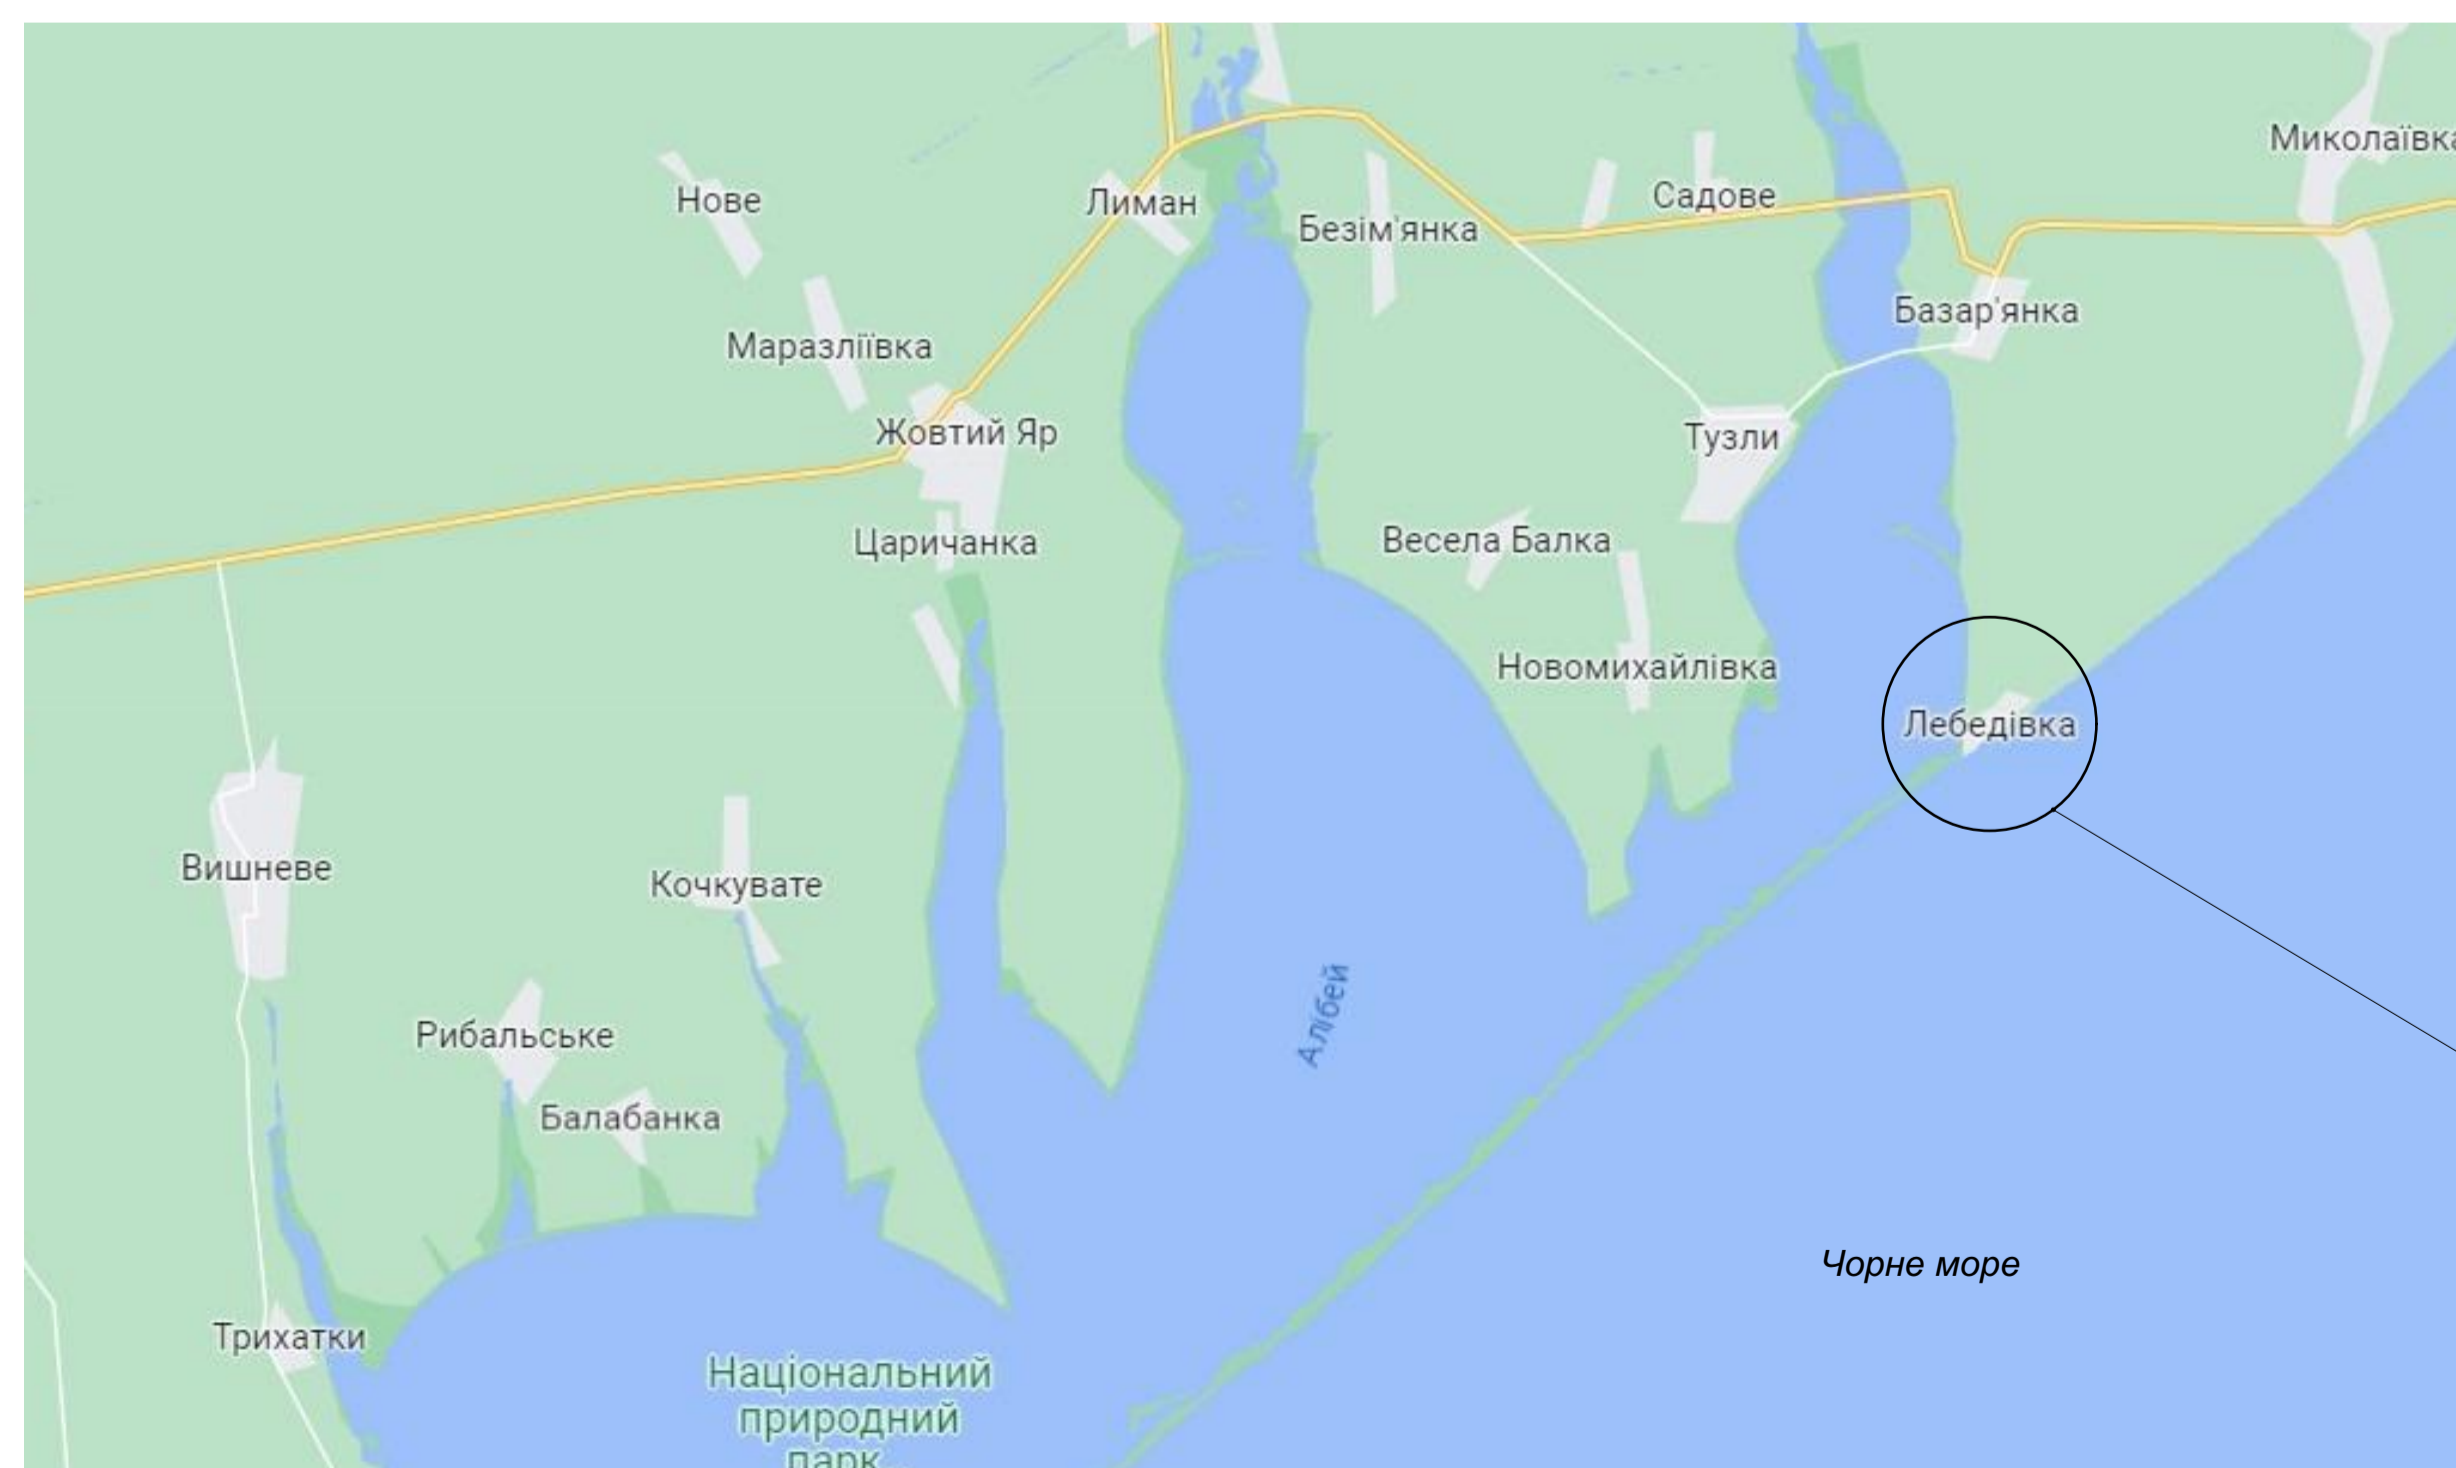 Миколаївка
Садове
Нове
Лиман
Безім'янка
Базар'янка
Маразліївка
Жовтий Яр
Тузли
Весела Балка
Царичанка
Новомихайлівка
Лебедівка
Вишневе
Кочкувате
Алібей
Рибальське
Балабанка
Чорне море
Трихатки
Національний
природний
парк